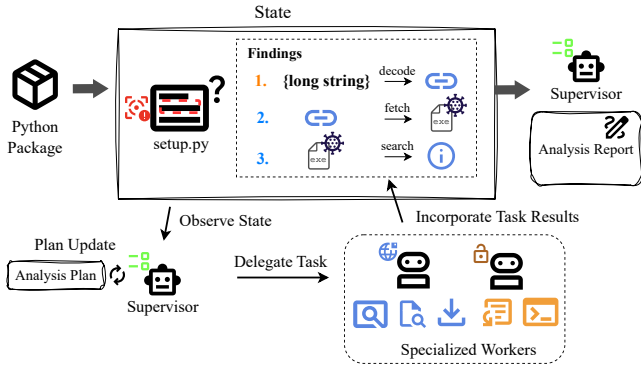 State
Findings
1. {long string} decode
2. fetch
exe
3. search
exe
?
setup.py
Python
Package
Supervisor
Analysis Report
Observe State
Incorporate Task Results
Plan Update
Analysis Plan
Supervisor
Delegate Task
Specialized Workers